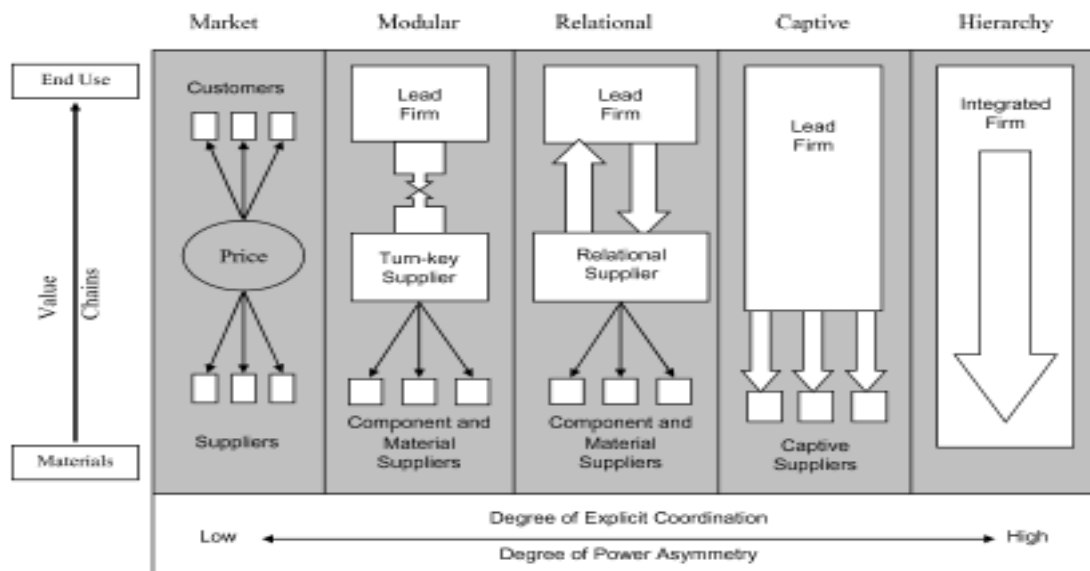 Market
Modular
Relational
Captive
Hierarchy
End Use
Value
Chains
Materials
Customers
Price
Suppliers
Lead
Firm
Turn-key
Supplier
Component and
Material
Suppliers
Lead
Firm
Relational
Supplier
Component and
Material
Suppliers
Lead
Firm
Captive
Suppliers
Integrated
Firm
Degree of Explicit Coordination
Low
High
Degree of Power Asymmetry